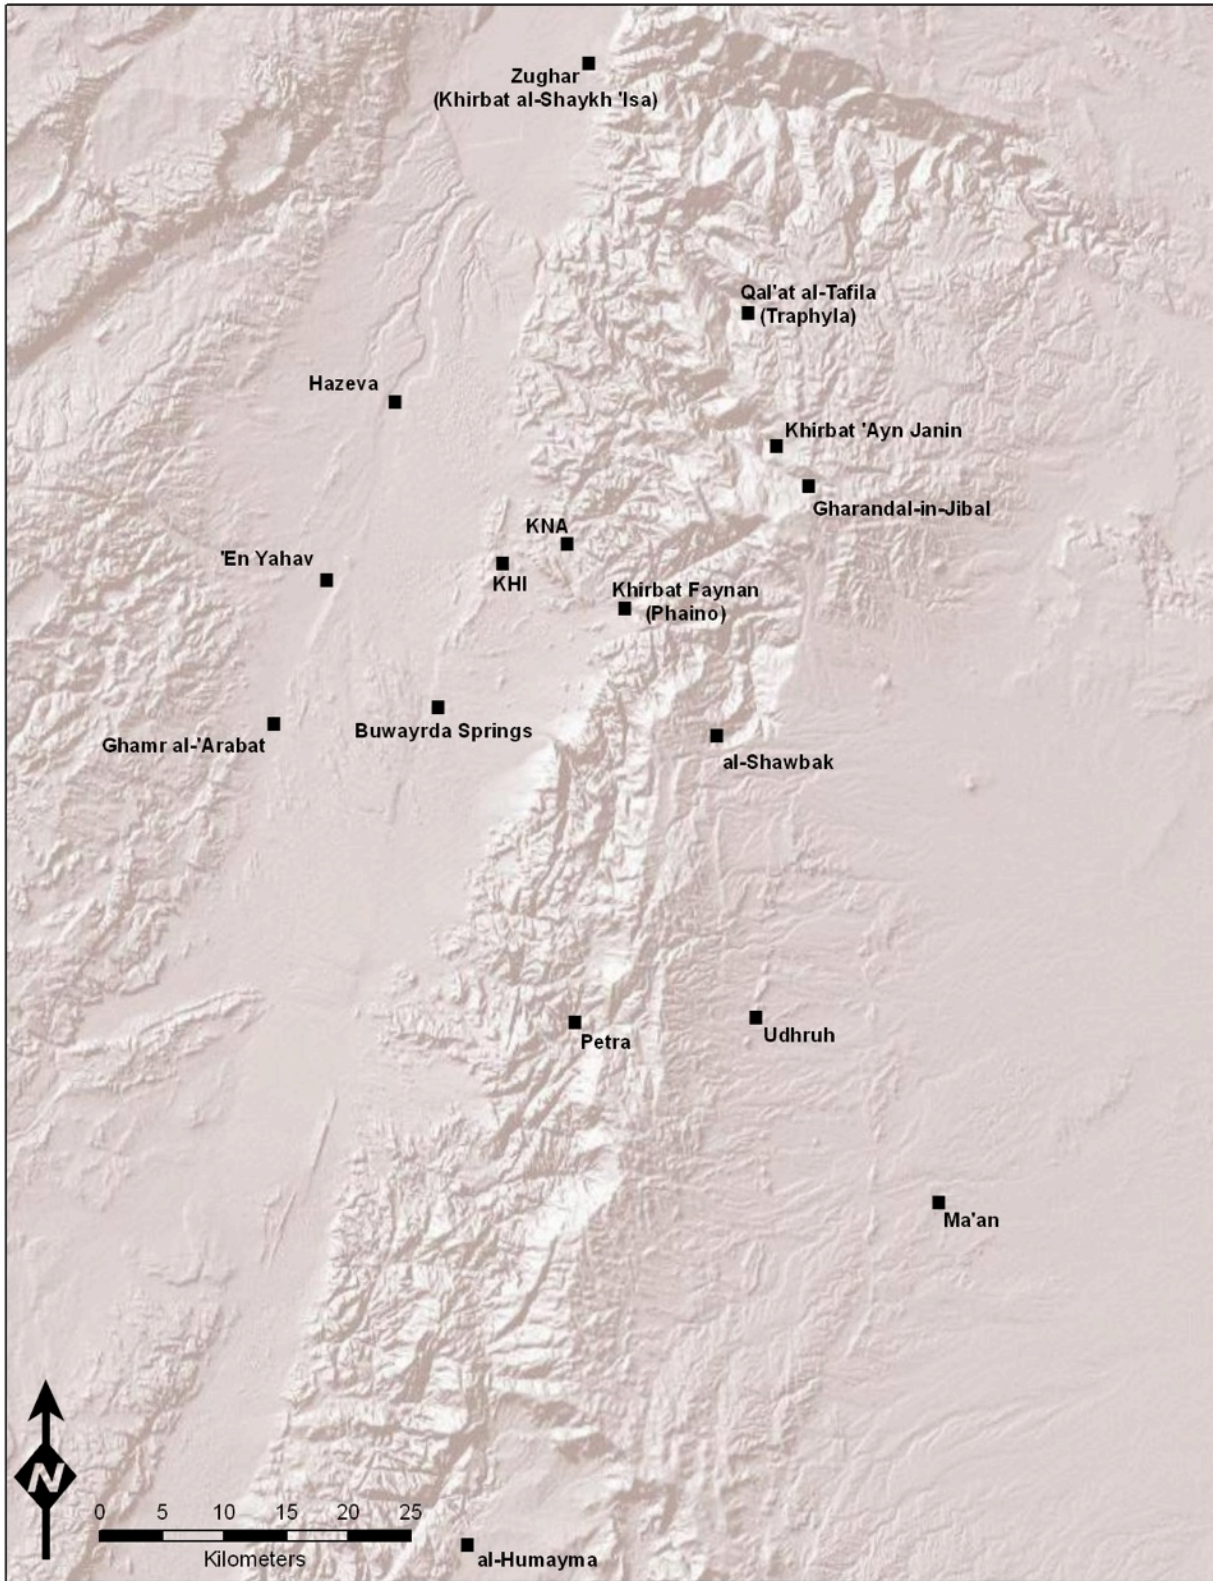 Zughar
(Khirbat al-Shaykh 'Isa)
Qal'at al-Tafila
(Traphyla)
Hazeva
Khirbat 'Ayn Janin
Gharandal-in-Jibal
KNA
'En Yahav
KHI
Khirbat Faynan
(Phaino)
Buwayrda Springs
Ghamr al-'Arabat
al-Shawbak
Petra
Udhruh
Ma'an
N
0 5 10 15 20 25
Kilometers
al-Humayma